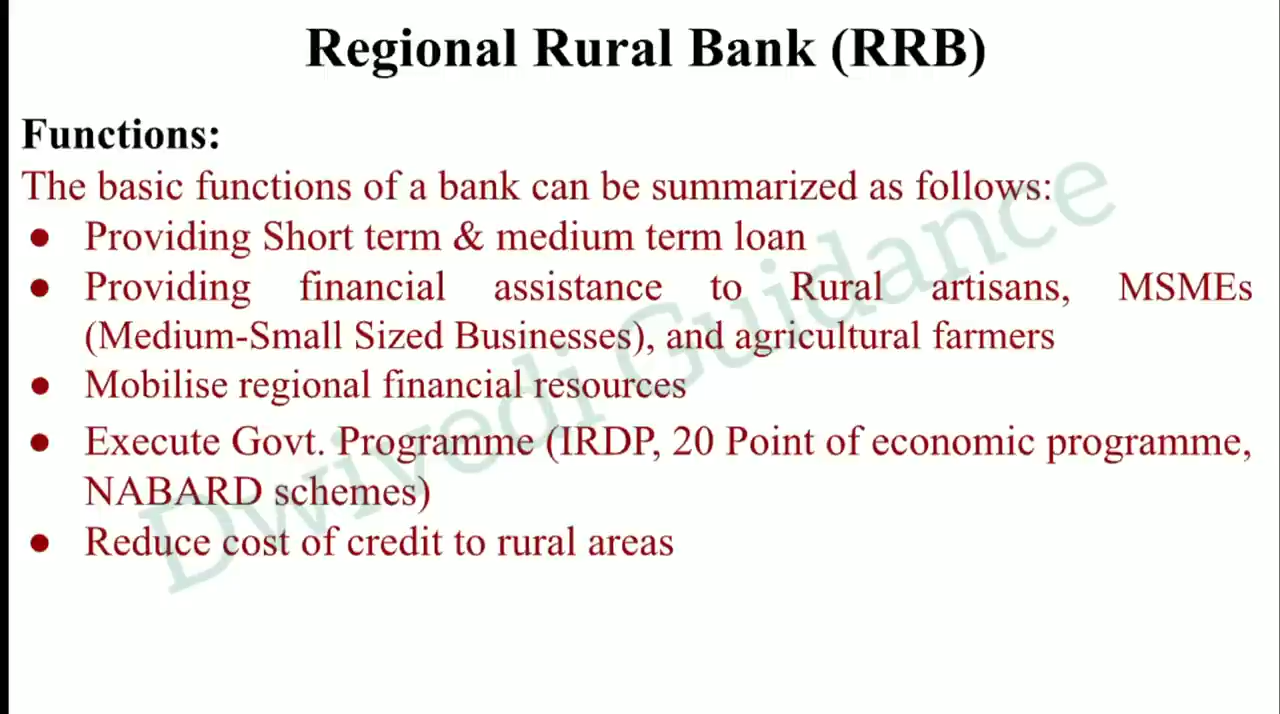 Regional Rural Bank (RRB)
Functions:
The basic functions of a bank can be summarized as follows:
● Providing Short term & medium term loan
● Providing financial assistance to Rural artisans, MSMEs
(Medium-Small Sized Businesses), and agricultural farmers
● Mobilise regional financial resources
● Execute Govt. Programme (IRDP, 20 Point of economic programme,
NABARD schemes)
● Reduce cost of credit to rural areas
Dwivedi Guidance